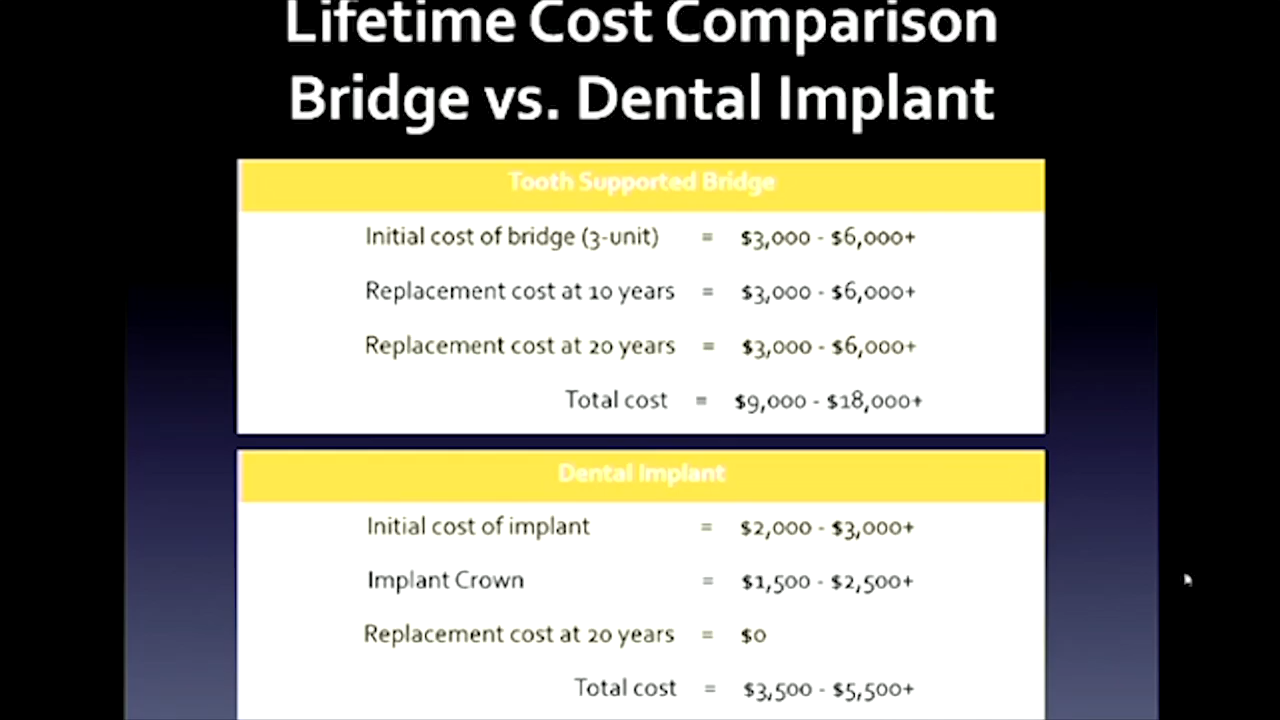 Lifetime Cost Comparison
Bridge vs. Dental Implant
Tooth Supported Bridge
Initial cost of bridge (3-unit) = $3,000 - $6,000+
Replacement cost at 10 years = $3,000 - $6,000+
Replacement cost at 20 years = $3,000 - $6,000+
Total cost = $9,000 - $18,000+
Dental Implant
Initial cost of implant = $2,000 - $3,000+
Implant Crown = $1,500 - $2,500+
Replacement cost at 20 years = $0
Total cost = $3,500 - $5,500+